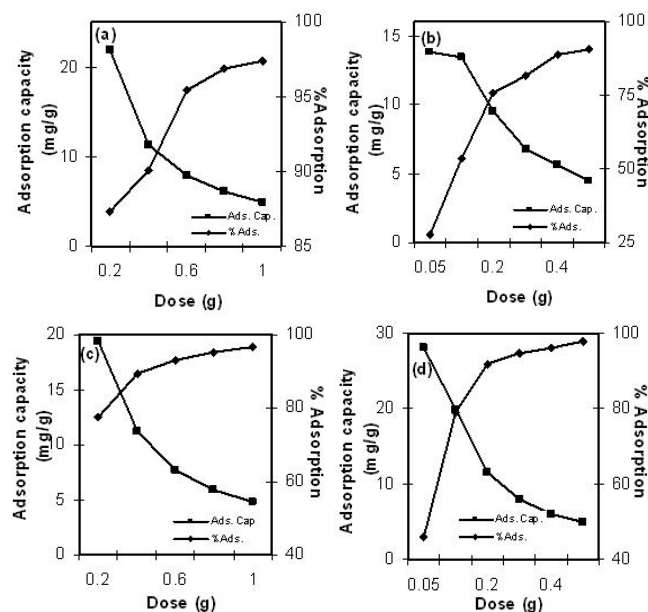 (a)
Adsorption capacity
(mg/g)
20
10
0
100
95
90
85
% Adsorption
Ads. Cap.
% Ads.
0.2 0.6 1
Dose (g)
(b)
Adsorption capacity
(mg/g)
15
10
5
0
100
75
50
25
% Adsorption
Ads. Cap.
% Ads.
0.05 0.2 0.4
Dose (g)
(c)
Adsorption capacity
(mg/g)
20
15
10
5
0
100
80
60
40
% Adsorption
Ads. Cap
% Ads.
0.2 0.6 1
Dose (g)
(d)
Adsorption capacity
(mg/g)
30
20
10
0
100
80
60
40
% Adsorption
Ads. Cap.
% Ads.
0.05 0.2 0.4
Dose (g)